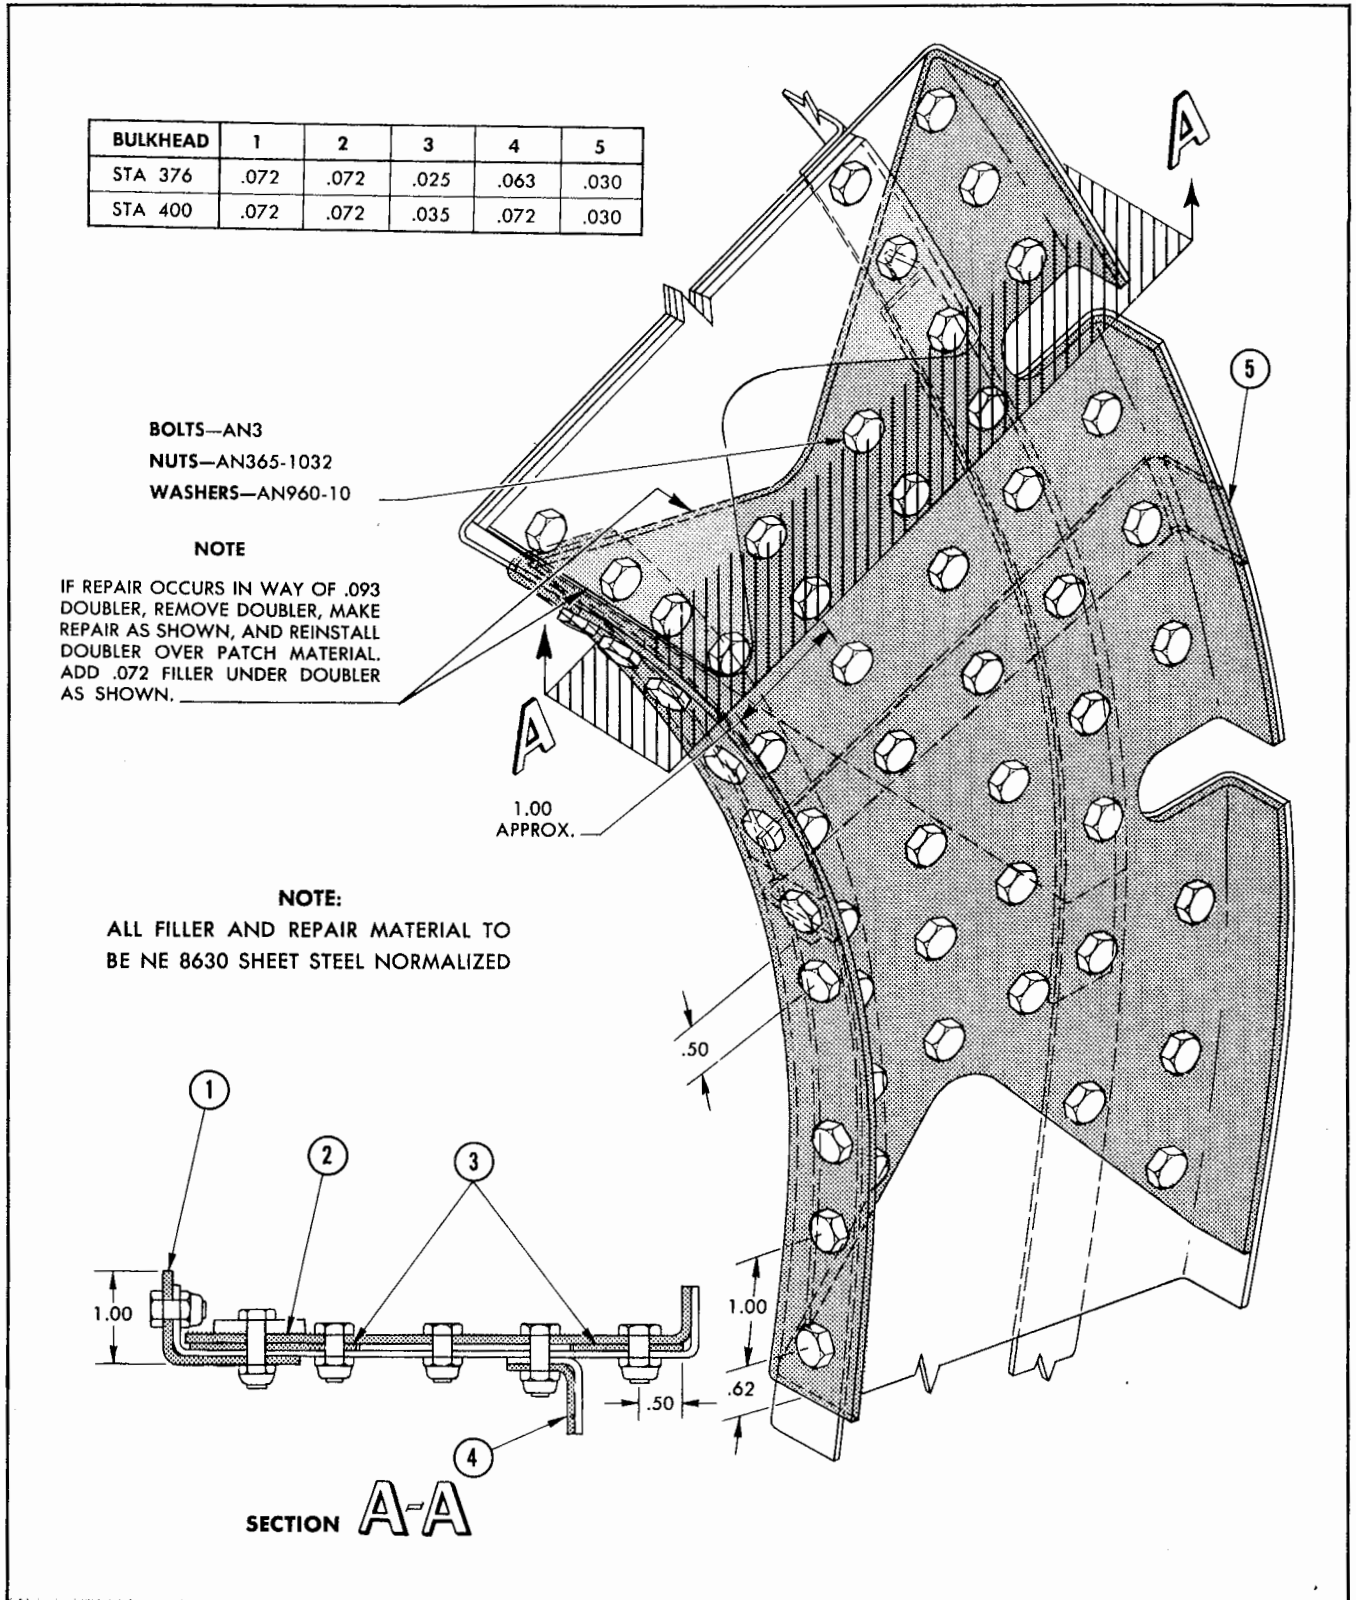 BULKHEAD 1 2 3 4 5
STA 376 .072 .072 .025 .063 .030
STA 400 .072 .072 .035 .072 .030
A
5
BOLTS—AN3
NUTS—AN365-1032
WASHERS—AN960-10
NOTE
IF REPAIR OCCURS IN WAY OF .093
DOUBLER, REMOVE DOUBLER, MAKE
REPAIR AS SHOWN, AND REINSTALL
DOUBLER OVER PATCH MATERIAL.
ADD .072 FILLER UNDER DOUBLER
AS SHOWN.
A
1.00
APPROX.
NOTE:
ALL FILLER AND REPAIR MATERIAL TO
BE NE 8630 SHEET STEEL NORMALIZED
.50
1
2
3
1.00
1.00
.62
.50
4
SECTION A-A